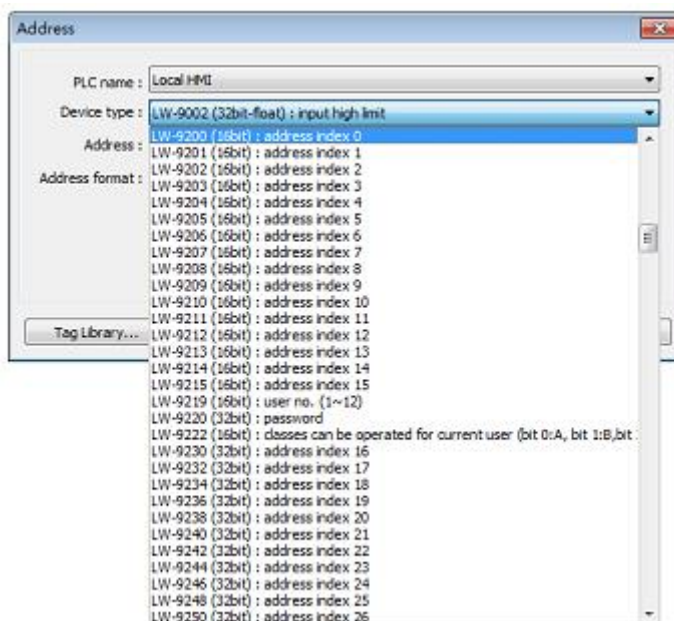 Address
PLC name : Local HMI
Device type : LW-9002 (32bit-float) : input high limit
Address :
Address format :
LW-9200 (16bit) : address index 0
LW-9201 (16bit) : address index 1
LW-9202 (16bit) : address index 2
LW-9203 (16bit) : address index 3
LW-9204 (16bit) : address index 4
LW-9205 (16bit) : address index 5
LW-9206 (16bit) : address index 6
LW-9207 (16bit) : address index 7
LW-9208 (16bit) : address index 8
LW-9209 (16bit) : address index 9
LW-9210 (16bit) : address index 10
LW-9211 (16bit) : address index 11
LW-9212 (16bit) : address index 12
LW-9213 (16bit) : address index 13
LW-9214 (16bit) : address index 14
LW-9215 (16bit) : address index 15
LW-9219 (16bit) : user no. (1~12)
LW-9220 (32bit) : password
LW-9222 (16bit) : classes can be operated for current user (bit 0:A, bit 1:B,bit
LW-9230 (32bit) : address index 16
LW-9232 (32bit) : address index 17
LW-9234 (32bit) : address index 18
LW-9236 (32bit) : address index 19
LW-9238 (32bit) : address index 20
LW-9240 (32bit) : address index 21
LW-9242 (32bit) : address index 22
LW-9244 (32bit) : address index 23
LW-9246 (32bit) : address index 24
LW-9248 (32bit) : address index 25
LW-9250 (32bit) : address index 26
Tag Library...